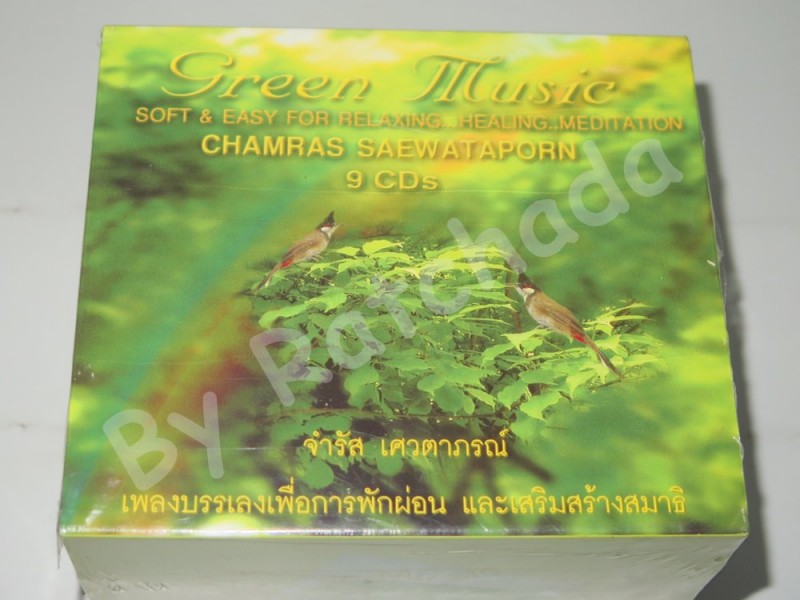 Green Music
SOFT & EASY FOR RELAXING...HEALING..MEDITATION
CHAMRAS SAEWATAPORN
9 CDs
By Ratchada
จำรัส เศวตาภรณ์
เพลงบรรเลงเพื่อการพักผ่อน และเสริมสร้างสมาธิ